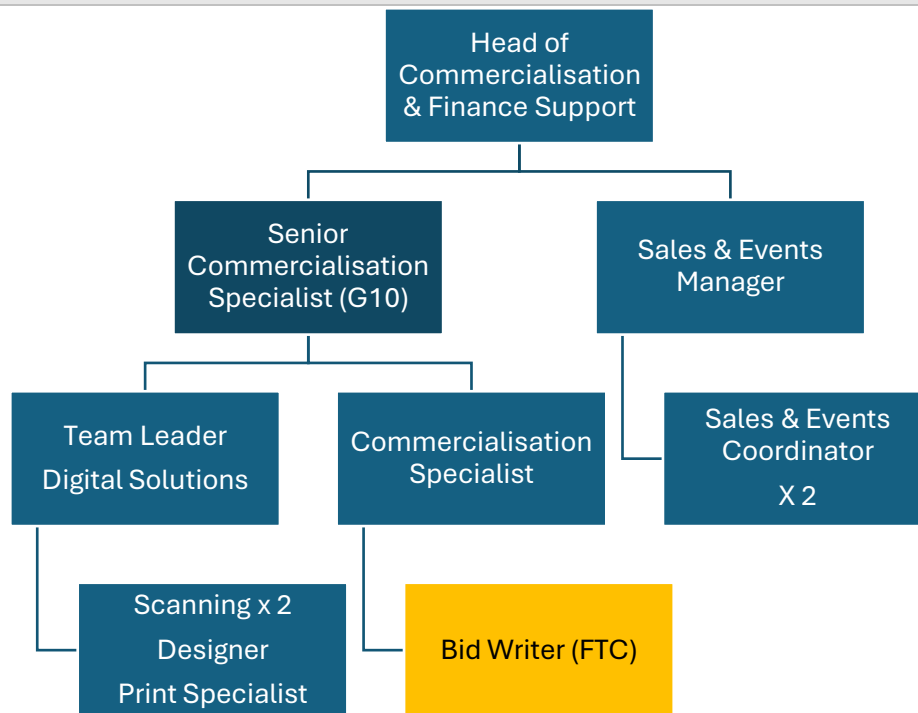 Head of
Commercialisation
& Finance Support
Senior
Commercialisation
Specialist (G10)
Sales & Events
Manager
Team Leader
Digital Solutions
Commercialisation
Specialist
Sales & Events
Coordinator
X 2
Scanning x 2
Designer
Print Specialist
Bid Writer (FTC)